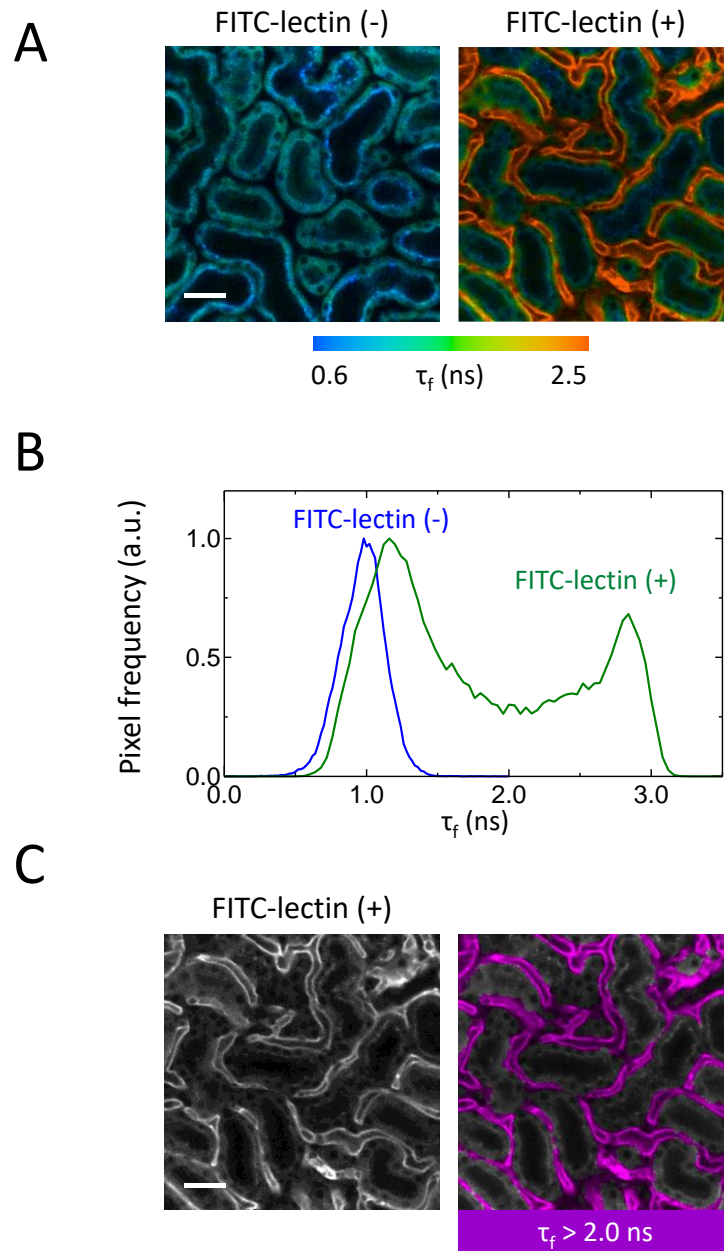 A
FITC-lectin (-)
FITC-lectin (+)
0.6
τf (ns)
2.5
B
Pixel frequency (a.u.)
1.0
0.5
0.0
FITC-lectin (-)
FITC-lectin (+)
0.0
1.0
2.0
3.0
τf (ns)
C
FITC-lectin (+)
τf > 2.0 ns